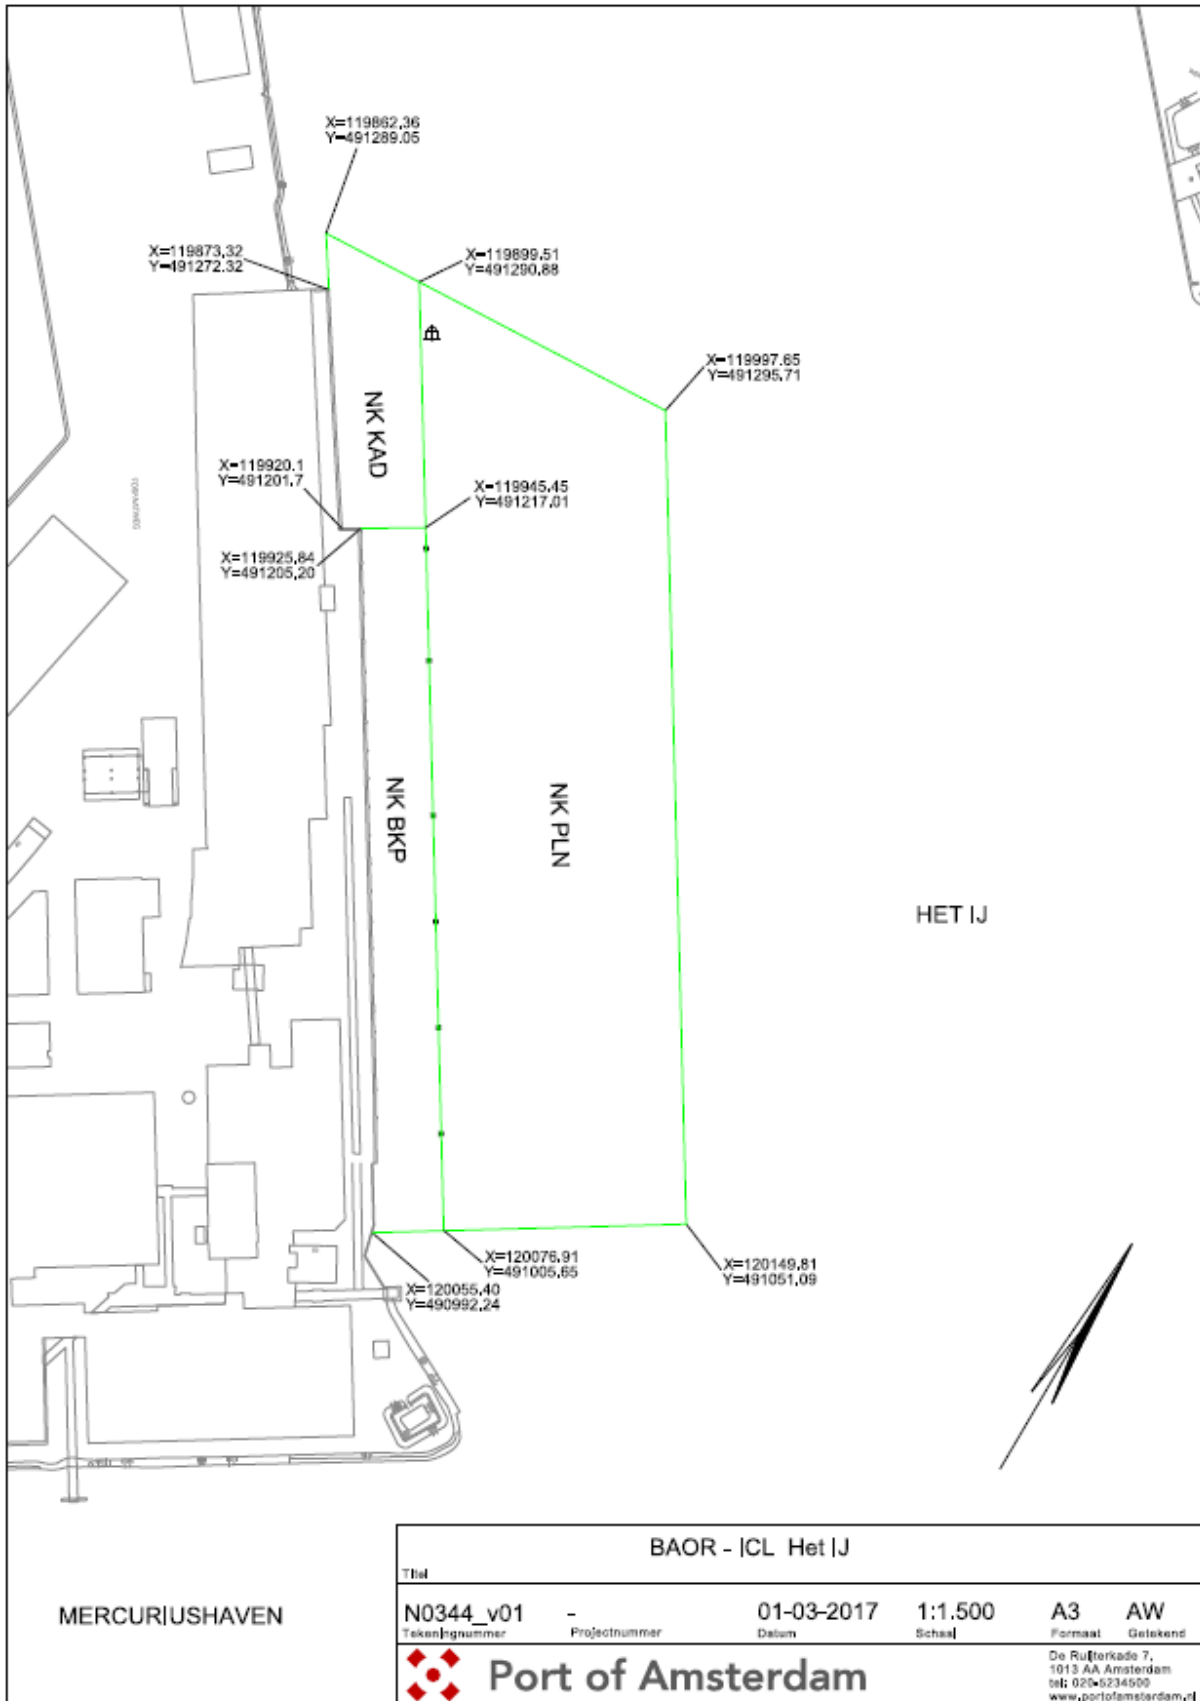 X=119862,36
Y=491289.05
X=119873,32
Y=491272.32
X=119899.51
Y=491290,88
X=119997.65
Y=491295.71
NK KAD
X=119920.1
Y=491201.7
X=119945.45
Y=491217.01
X=119925,84
Y=491205,20
NK BKP
NK PLN
HET IJ
X=120076,91
Y=491005,65
X=120055,40
Y=490992,24
X=120149,81
Y=491051,09
MERCURIUSHAVEN
BAOR - ICL Het IJ
Titel
N0344_v01 - 01-03-2017 1:1.500 A3 AW
Tekeningnummer Projectnummer Datum Schaal Formaat Getekend
Port of Amsterdam
De Ruijterkade 7,
1013 AA Amsterdam
tel: 020-5234500
www.portofamsterdam.nl